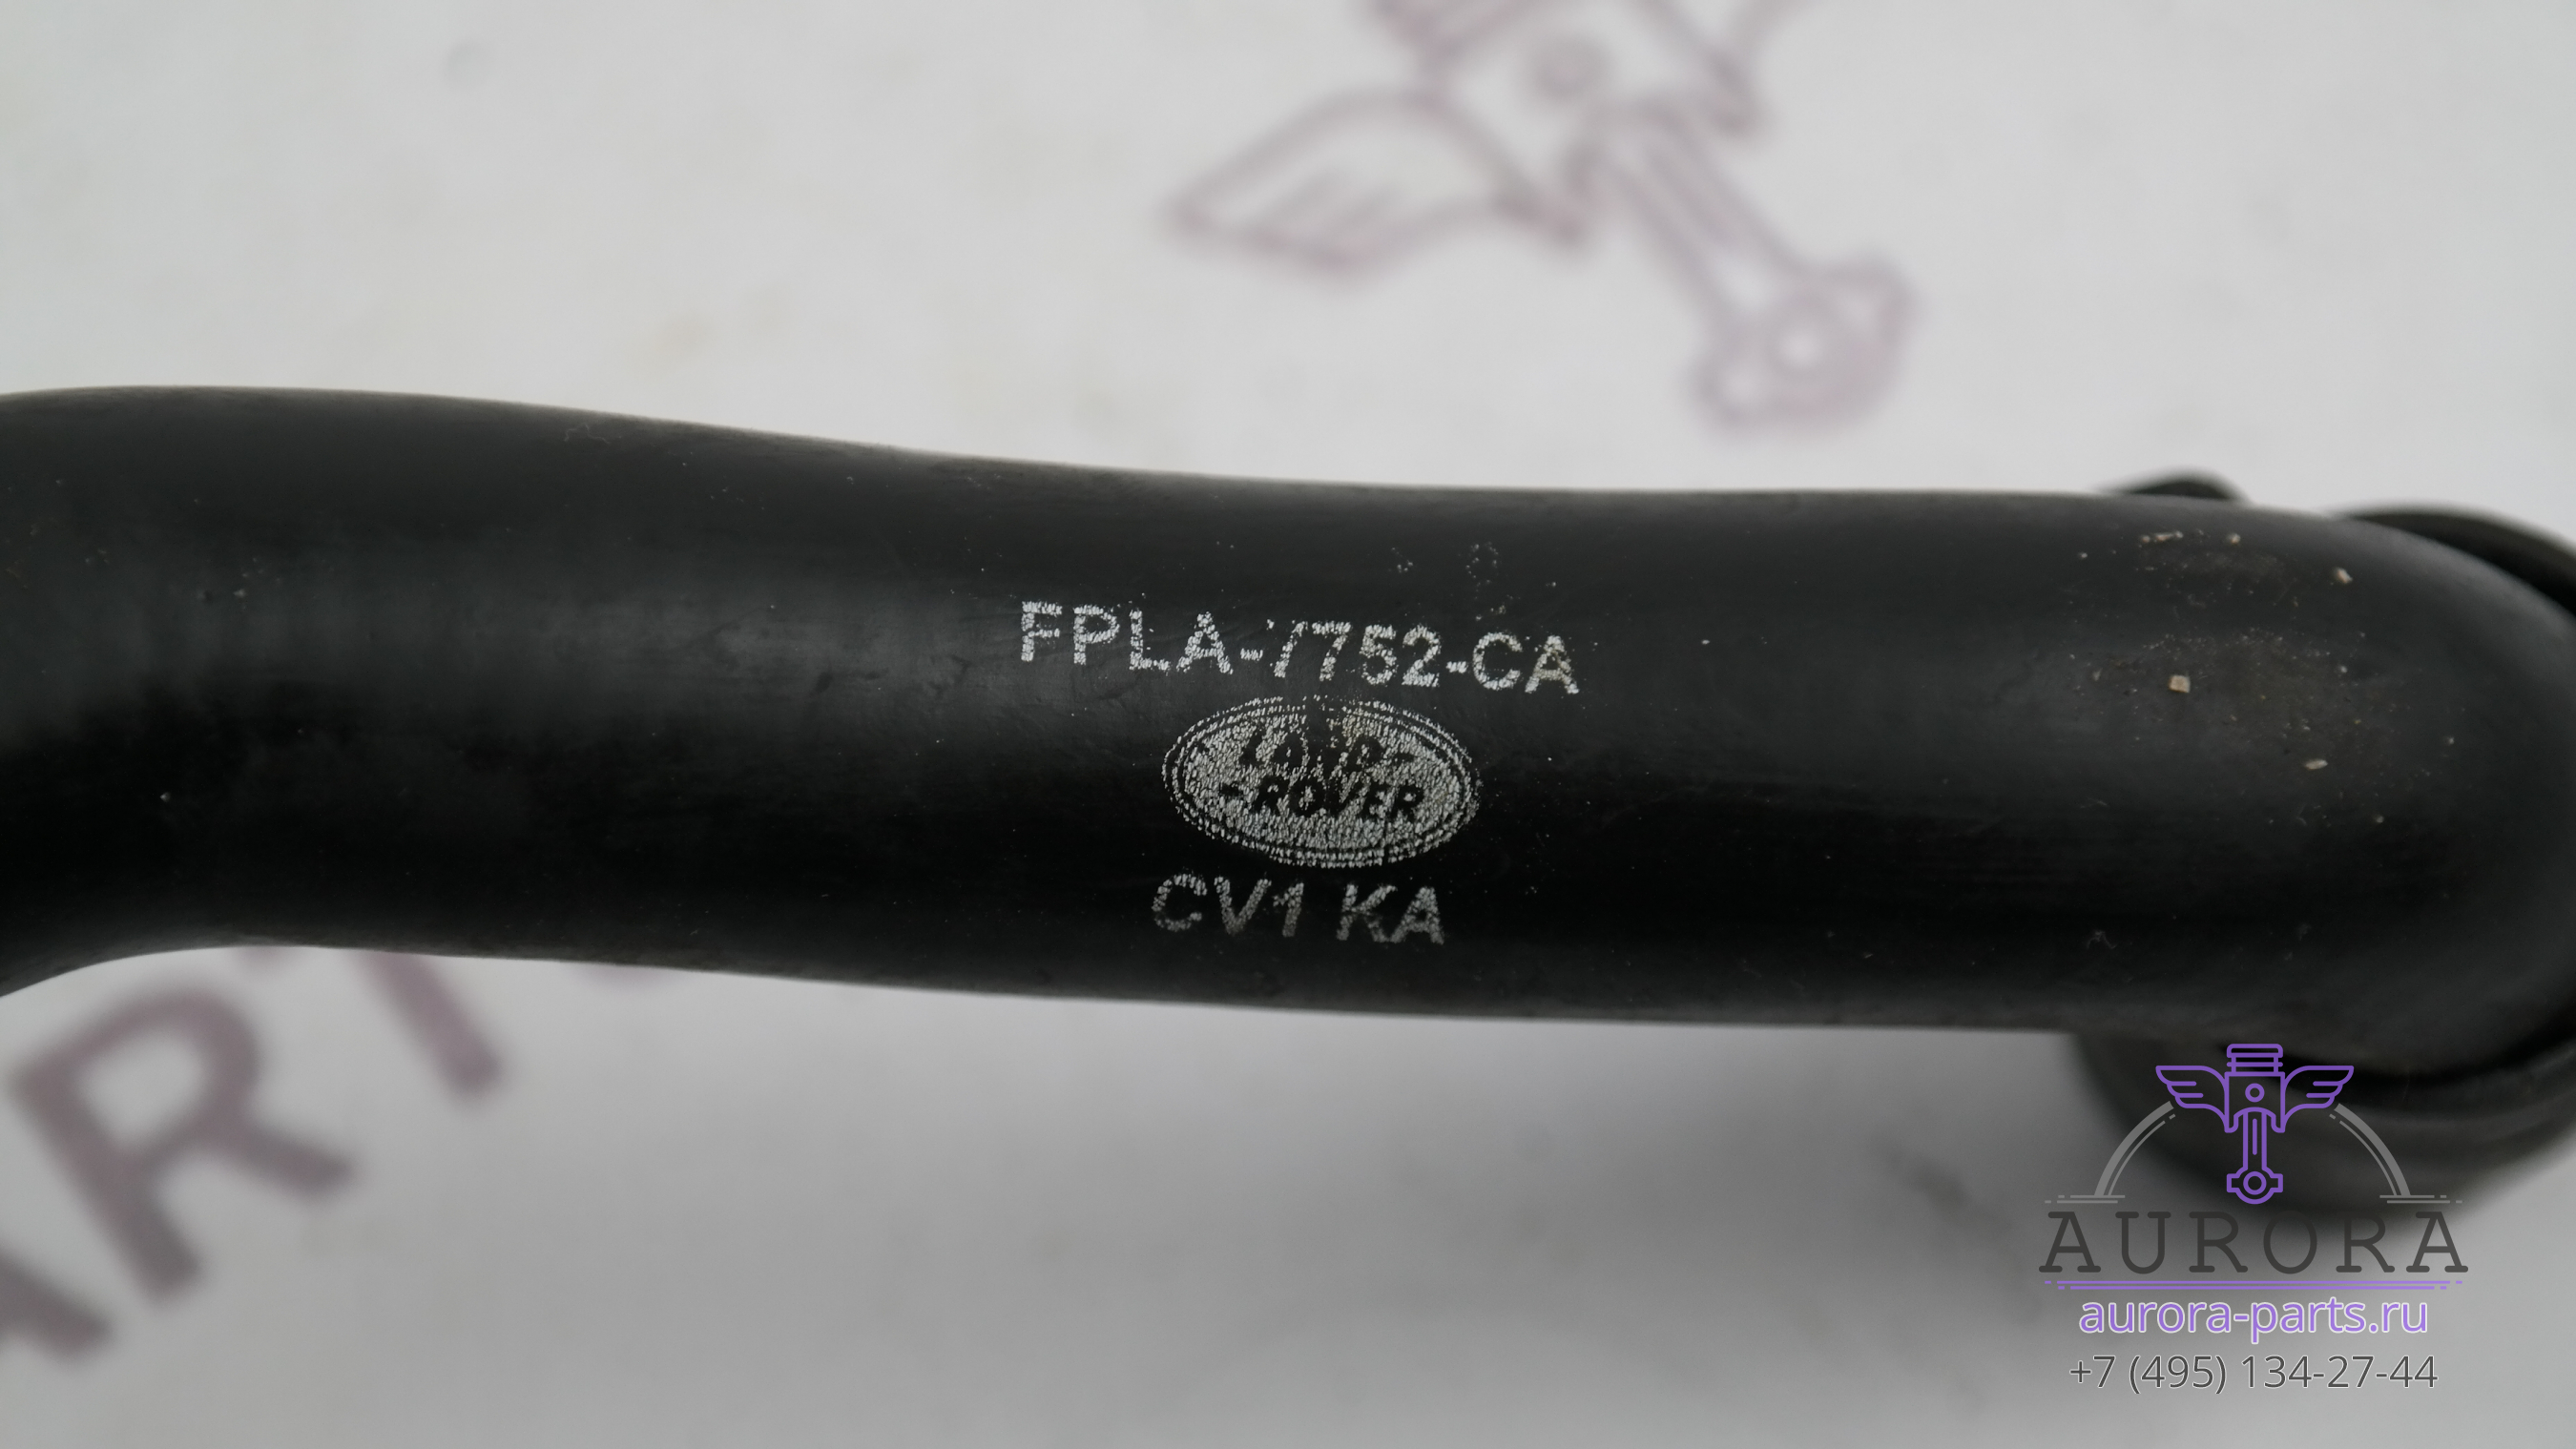 FPLA-7752-CA
LAND-
-ROVER
CV1 KA
AURORA
aurora-parts.ru
+7 (495) 134-27-44